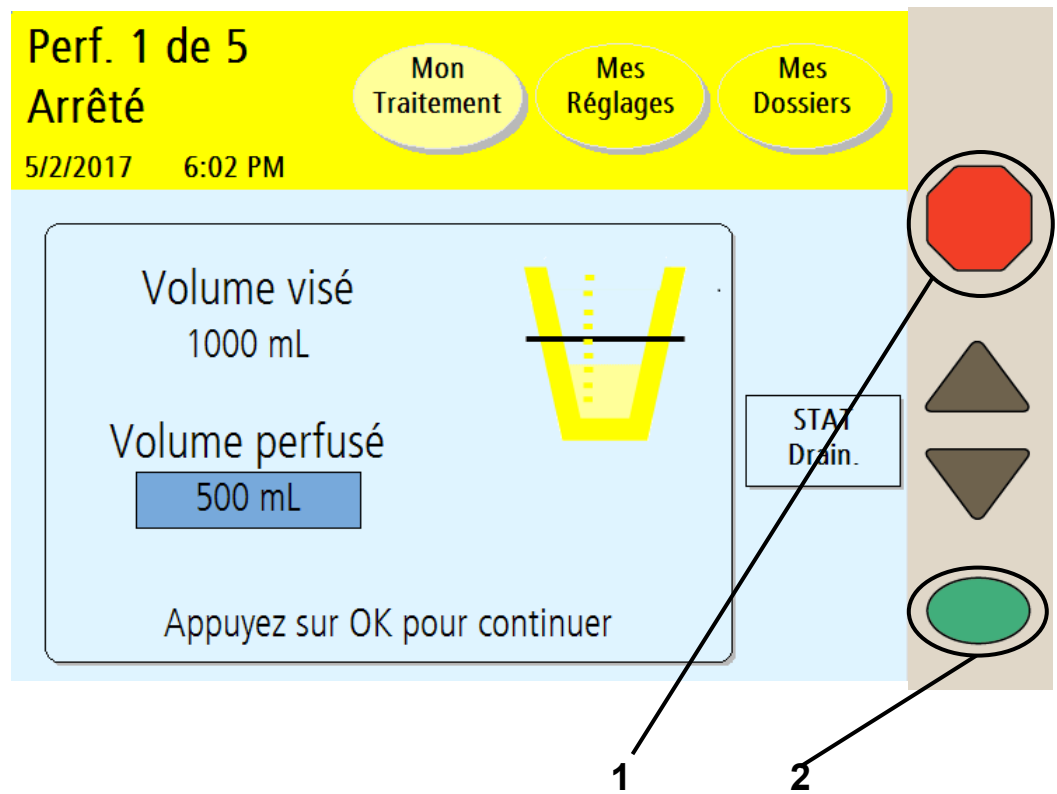 Perf. 1 de 5
Arrêté
5/2/2017 6:02 PM
Mon
Traitement
Mes
Réglages
Mes
Dossiers
Volume visé
1000 mL
Volume perfusé
500 mL
Appuyez sur OK pour continuer
STAT
Drain.
1
2